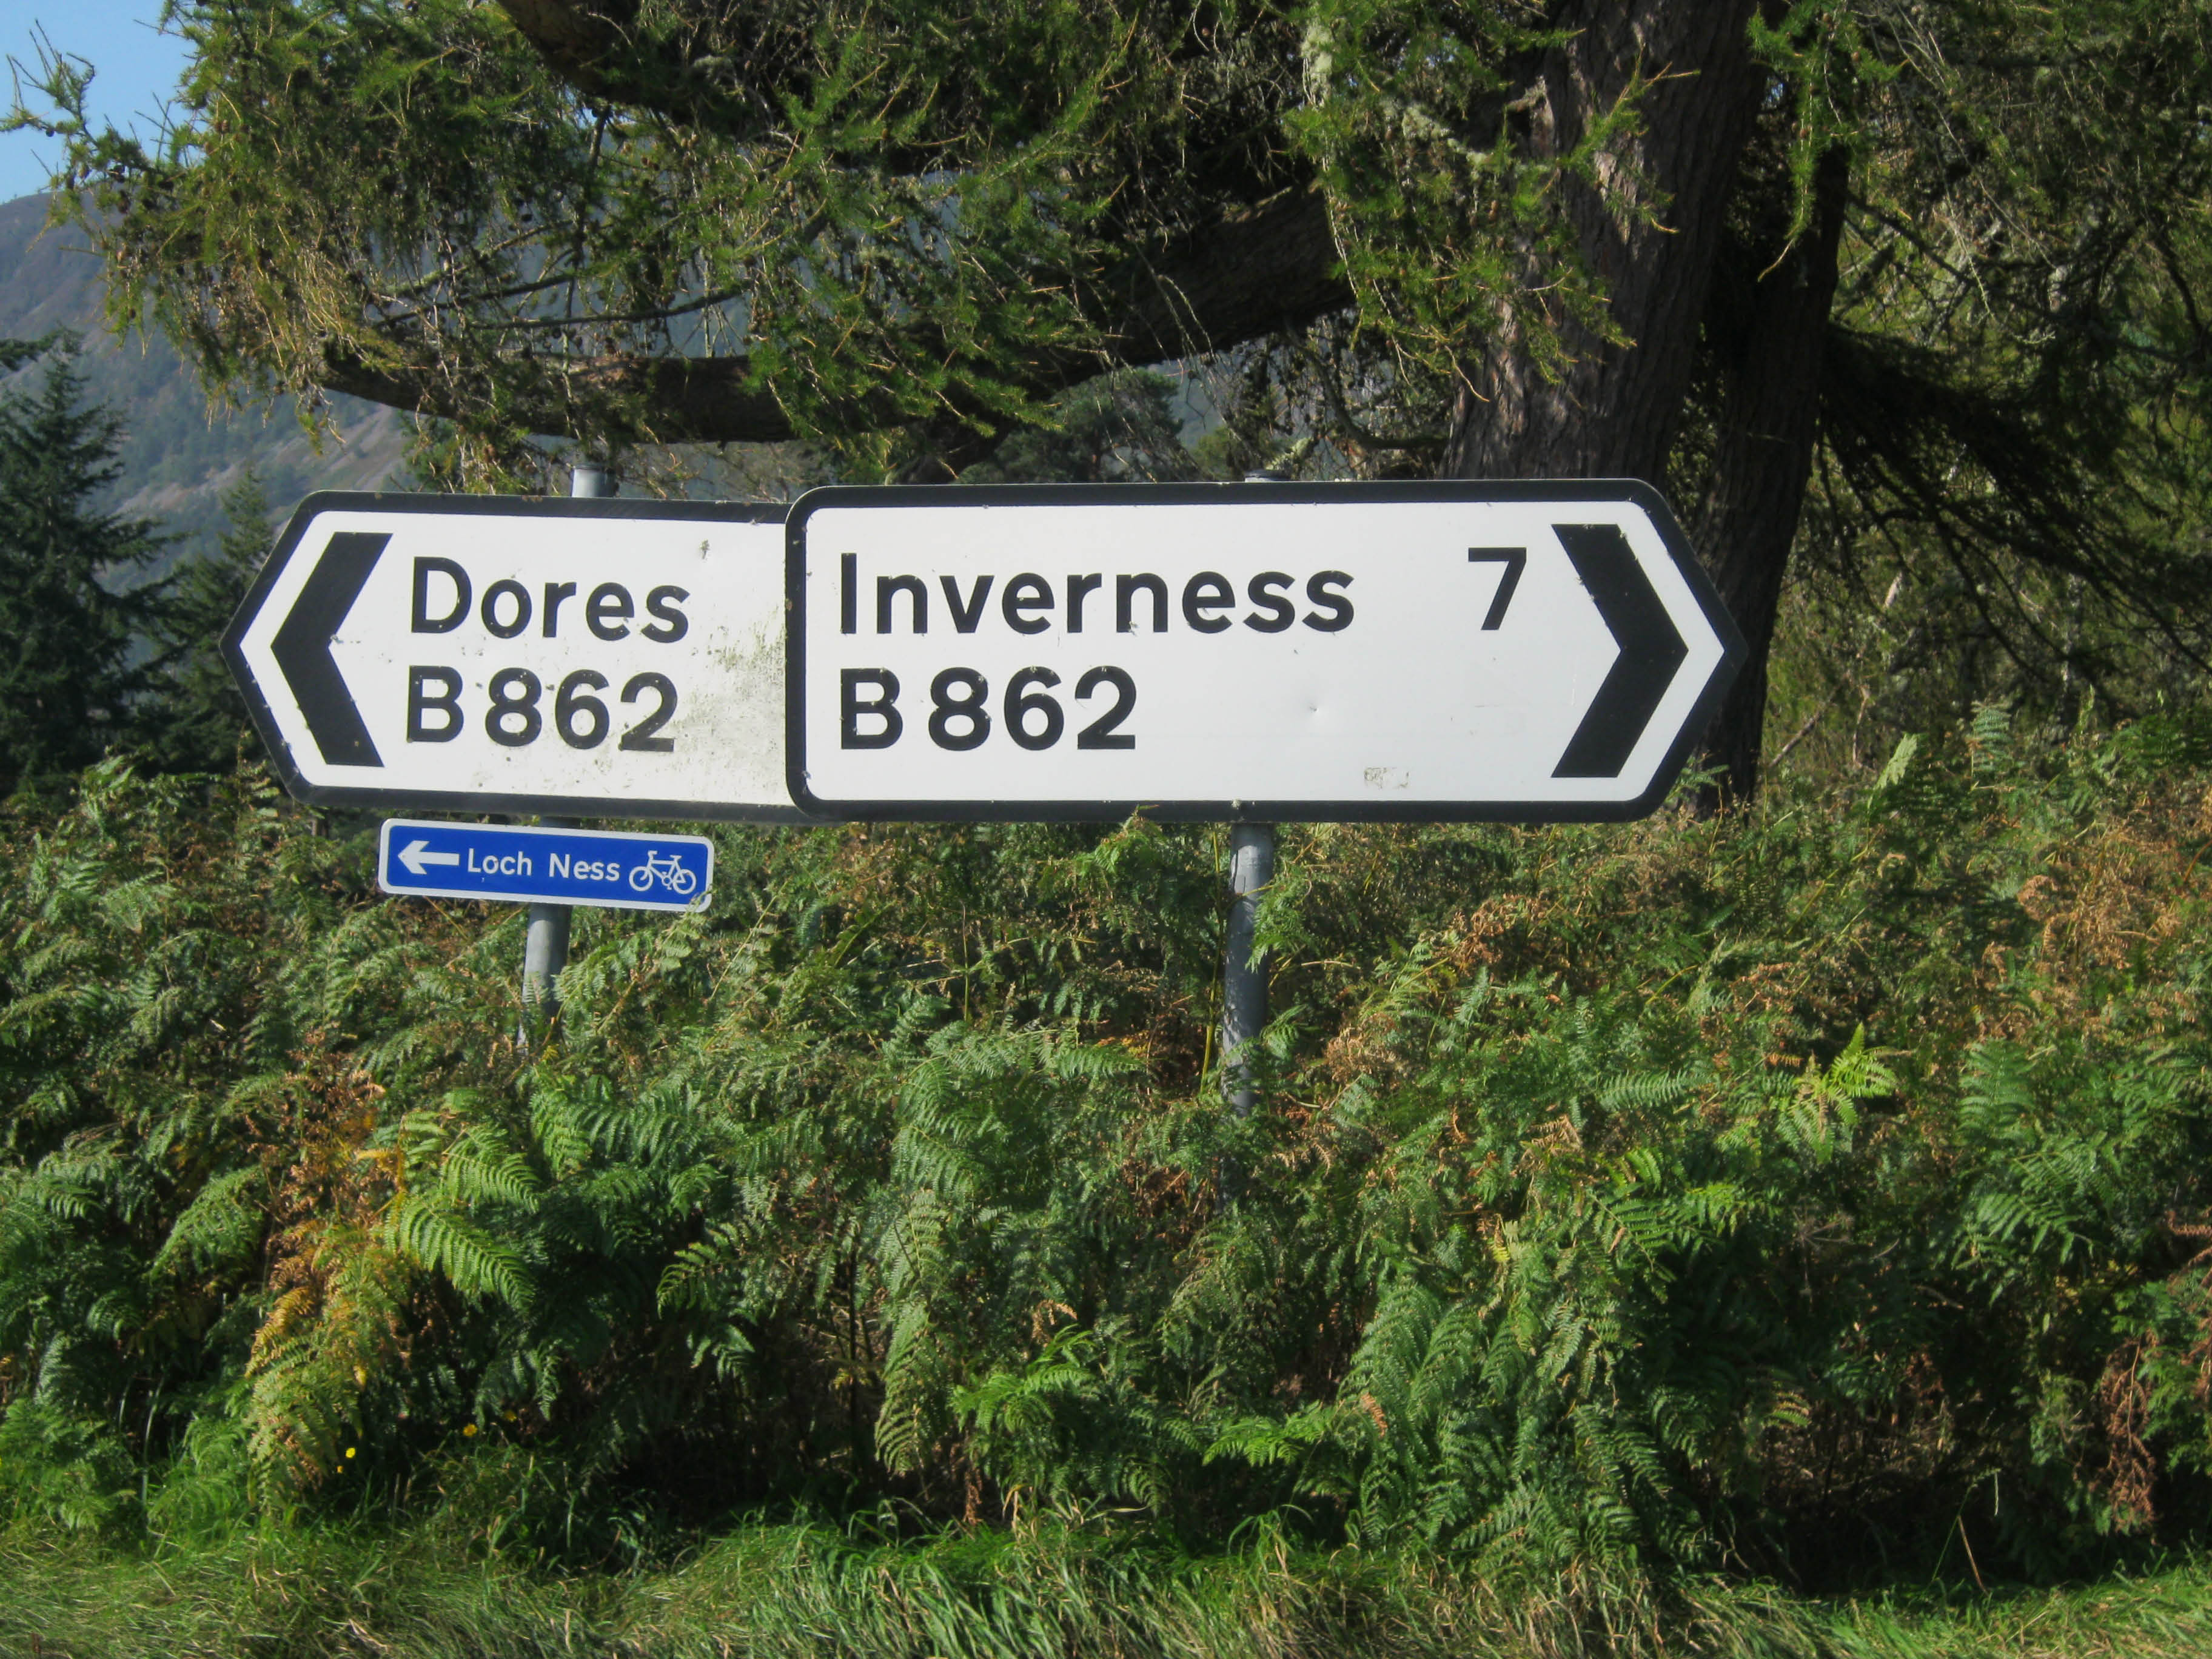 Dores
B862
Inverness 7
B862
Loch Ness